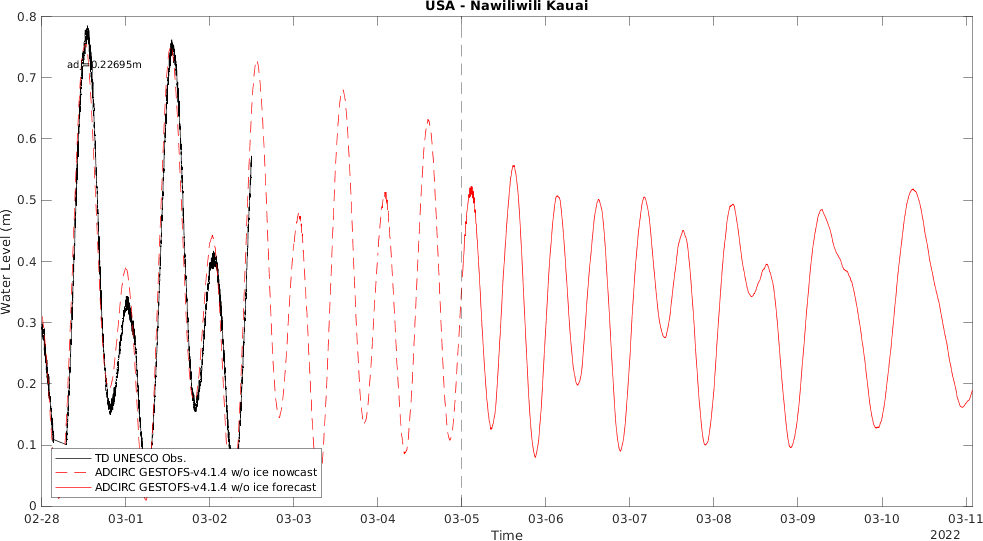 USA - Nawiliwili Kauai
0.8
0.7
0.6
0.5
0.4
0.3
0.2
0.1
0
Water Level (m)
0.22695m
TD UNESCO Obs.
ADCIRC GESTOFS-v4.1.4 w/o ice nowcast
ADCIRC GESTOFS-v4.1.4 w/o ice forecast
02-28 03-01 03-02 03-03 03-04 03-05 03-06 03-07 03-08 03-09 03-10 03-11
Time
2022